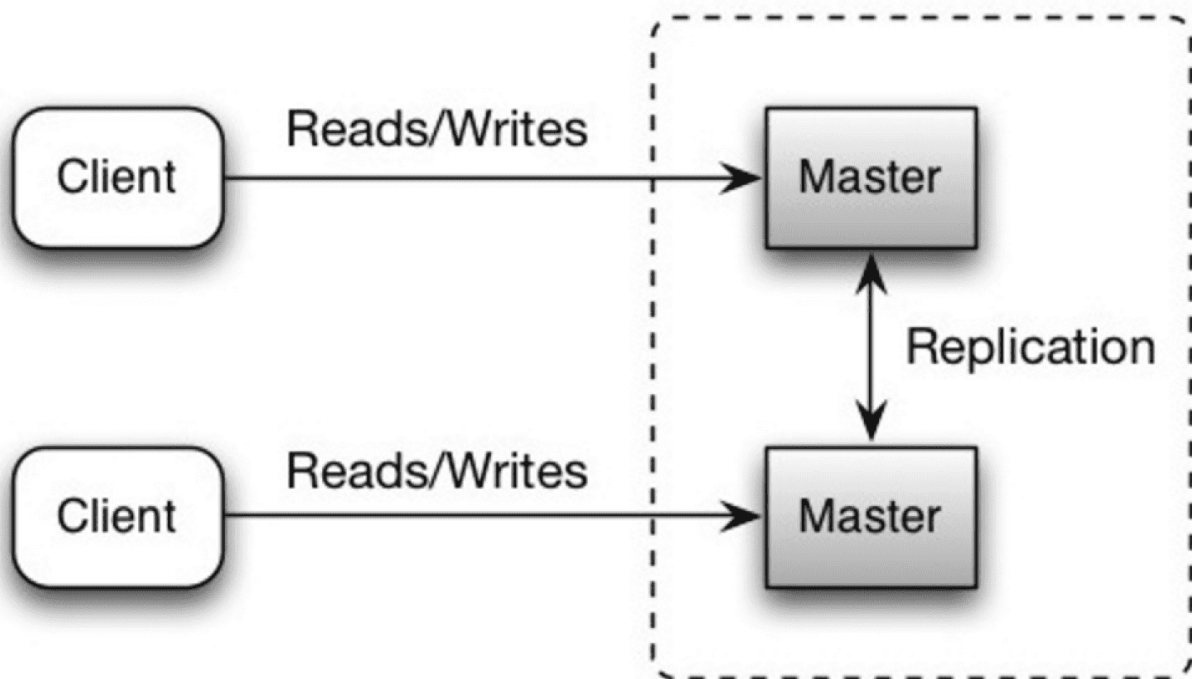 Client
Reads/Writes
Master
Replication
Client
Reads/Writes
Master